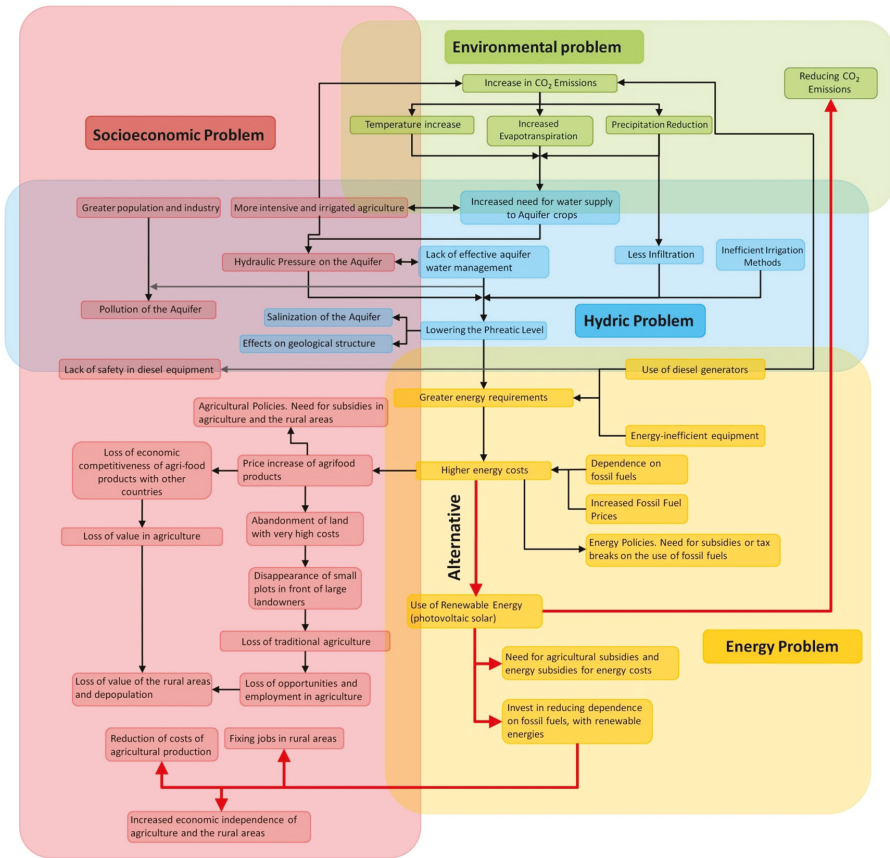 Environmental problem
Reducing CO2
Emissions
Increase in CO2 Emissions
Socioeconomic Problem
Temperature increase
Increased
Evapotranspiration
Precipitation Reduction
Greater population and industry
More intensive and irrigated agriculture
Increased need for water supply
to Aquifer crops
Hydraulic Pressure on the Aquifer
Lack of effective aquifer
water management
Less Infiltration
Inefficient Irrigation
Methods
Pollution of the Aquifer
Salinization of the Aquifer
Lowering the Phreatic Level
Hydric Problem
Effects on geological structure
Lack of safety in diesel equipment
Use of diesel generators
Greater energy requirements
Agricultural Policies. Need for subsidies in
agriculture and the rural areas
Energy-inefficient equipment
Loss of economic
competitiveness of agri-food
products with other
countries
Price increase of agrifood
products
Higher energy costs
Dependence on
fossil fuels
Increased Fossil Fuel
Prices
Abandonment of land
with very high costs
Loss of value in agriculture
Alternative
Energy Policies. Need for subsidies or tax
breaks on the use of fossil fuels
Disappearance of small
plots in front of large
landowners
Use of Renewable Energy
(photovoltaic solar)
Loss of traditional agriculture
Energy Problem
Need for agricultural subsidies and
energy subsidies for energy costs
Loss of value of the rural areas
and depopulation
Loss of opportunities and
employment in agriculture
Invest in reducing dependence
on fossil fuels, with renewable
energies
Reduction of costs of
agricultural production
Fixing jobs in rural areas
Increased economic independence of
agriculture and the rural areas